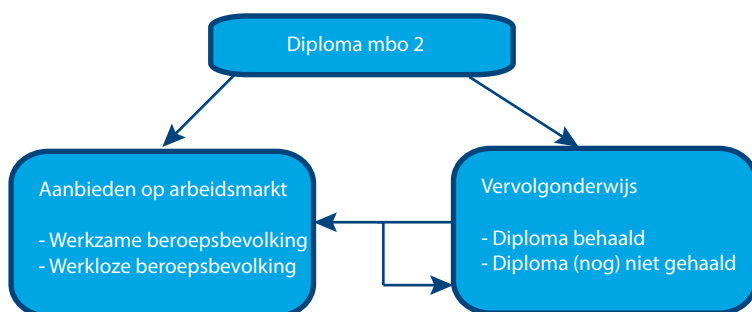 Diploma mbo 2
Aanbieden op arbeidsmarkt
- Werkzame beroepsbevolking
- Werkloze beroepsbevolking
Vervolgonderwijs
- Diploma behaald
- Diploma (nog) niet gehaald